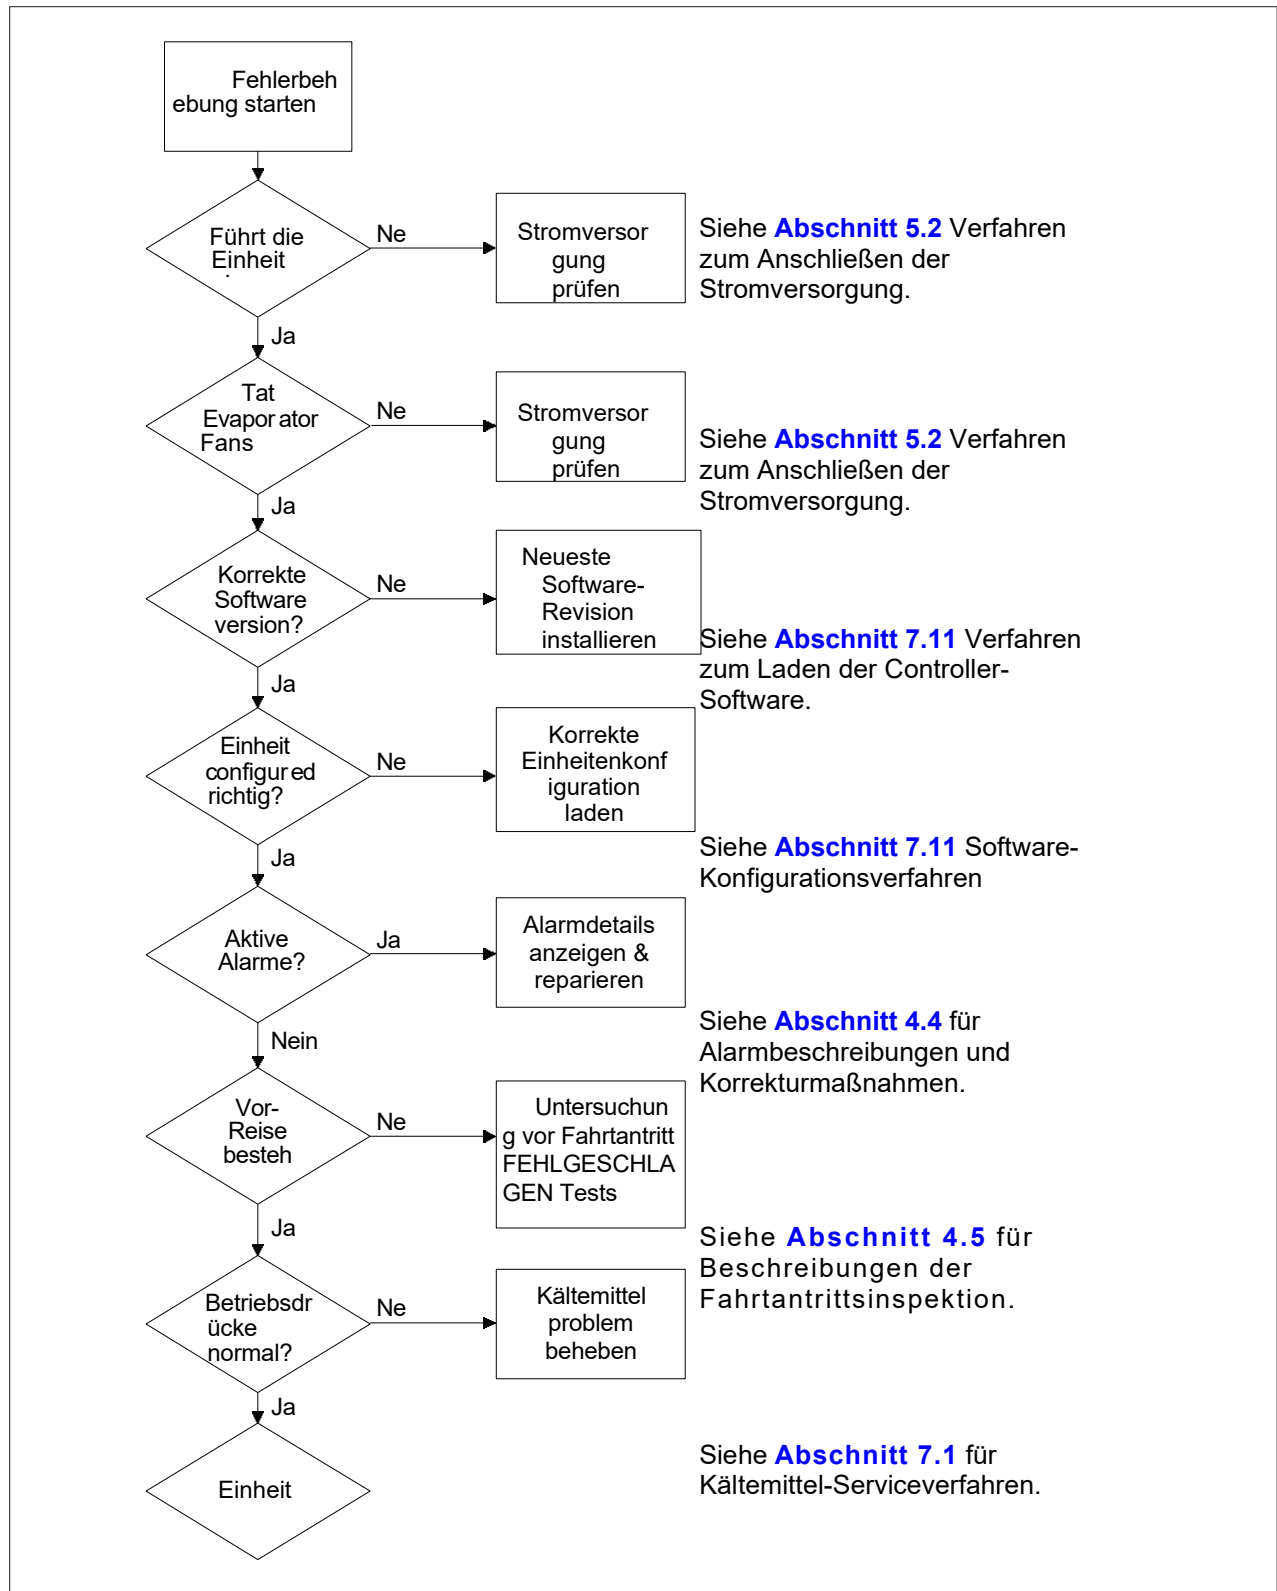 Fehlerbeh
ebung starten
Führt die
Einheit
Ne
Stromversor
gung
prüfen
Siehe Abschnitt 5.2 Verfahren
zum Anschließen der
Stromversorgung.
Ja
Tat
Evaporator
Fans
Ne
Stromversor
gung
prüfen
Siehe Abschnitt 5.2 Verfahren
zum Anschließen der
Stromversorgung.
Ja
Korrekte
Software
version?
Ne
Neueste
Software-
Revision
installieren
Siehe Abschnitt 7.11 Verfahren
zum Laden der Controller-
Software.
Ja
Einheit
configured
richtig?
Ne
Korrekte
Einheitenkonf
iguration
laden
Siehe Abschnitt 7.11 Software-
Konfigurationsverfahren
Ja
Aktive
Alarme?
Ja
Alarmdetails
anzeigen &
reparieren
Siehe Abschnitt 4.4 für
Alarmbeschreibungen und
Korrekturmaßnahmen.
Nein
Vor-
Reise
besteh
Ne
Untersuchun
g vor Fahrtantritt
FEHLGESCHLA
GEN Tests
Siehe Abschnitt 4.5 für
Beschreibungen der
Fahrtantrittsinspektion.
Ja
Betriebsdr
ücke
normal?
Ne
Kältemittel
problem
beheben
Siehe Abschnitt 7.1 für
Kältemittel-Serviceverfahren.
Ja
Einheit